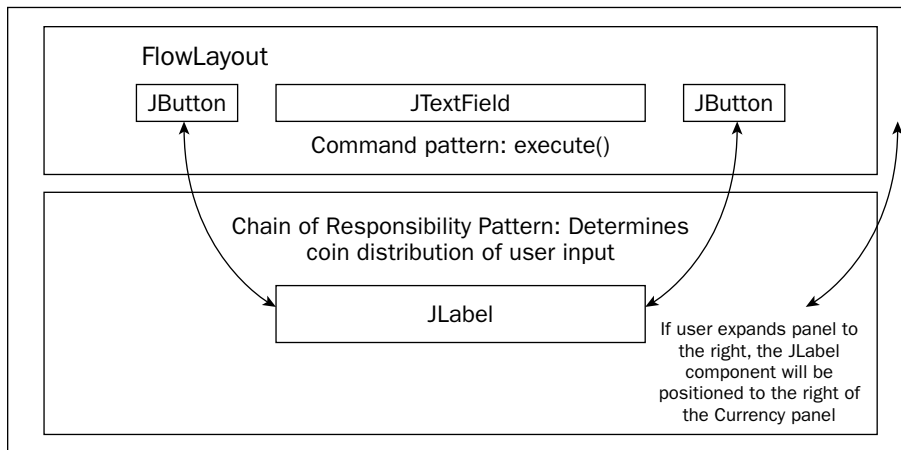 FlowLayout
JButton
JTextField
JButton
Command pattern: execute()
Chain of Responsibility Pattern: Determines
coin distribution of user input
JLabel
If user expands panel to
the right, the JLabel
component will be
positioned to the right of
the Currency panel